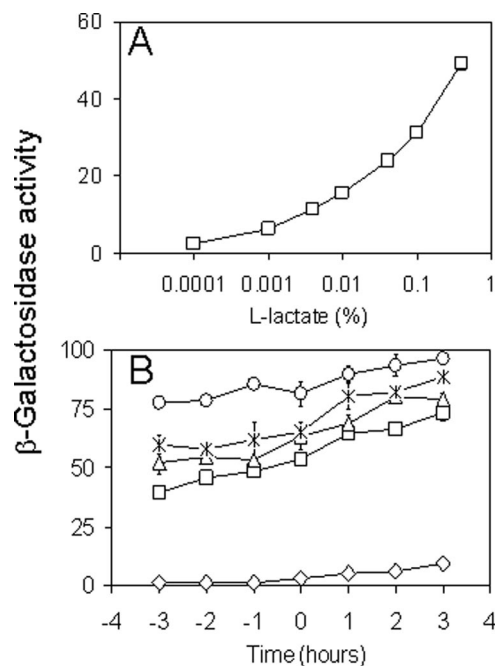 β-Galactosidase activity
A
60
40
20
0
0.0001 0.001 0.01 0.1 1
L-lactate (%)
B
100
75
50
25
0
-4 -3 -2 -1 0 1 2 3 4
Time (hours)